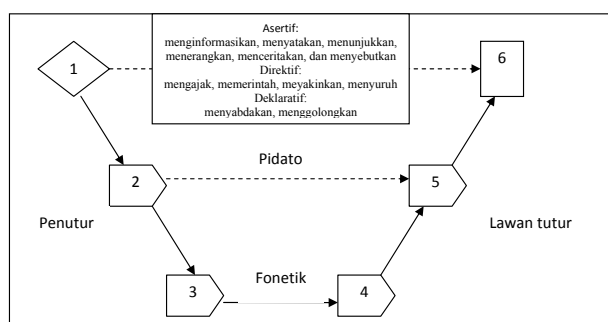 Asertif:
menginformasikan, menyatakan, menunjukkan,
menerangkan, menceritakan, dan menyebutkan
Direktif:
mengajak, memerintah, meyakinkan, menyuruh
Deklaratif:
menyabdakan, menggolongkan
1
6
Pidato
2
5
Penutur
Lawan tutur
Fonetik
3
4